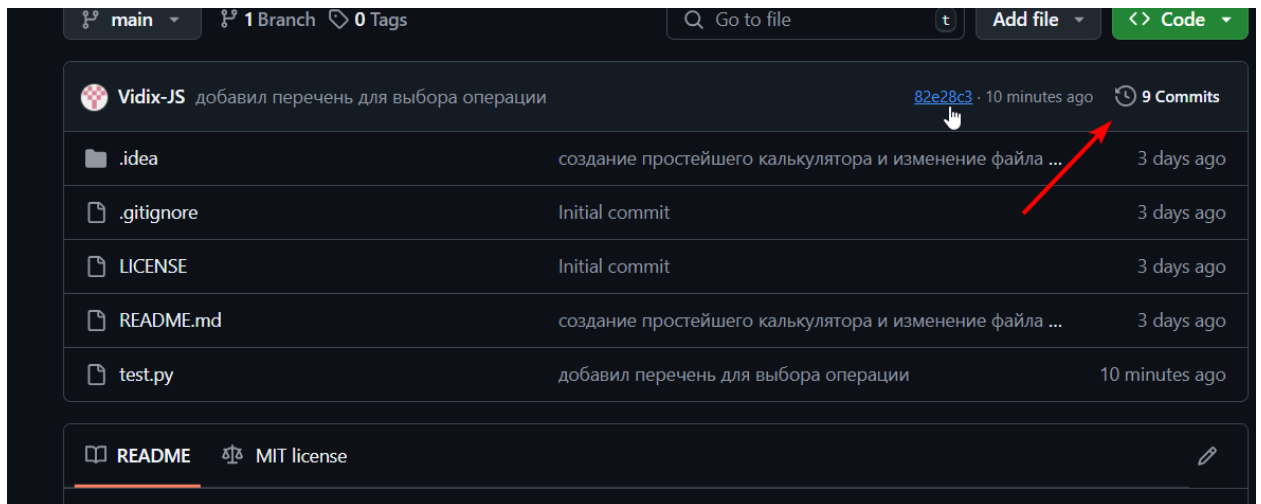 main 1 Branch 0 Tags Go to file t Add file <> Code
Vidix-JS добавил перечень для выбора операции 82e28c3 · 10 minutes ago 9 Commits
.idea создание простейшего калькулятора и изменение файла ... 3 days ago
.gitignore Initial commit 3 days ago
LICENSE Initial commit 3 days ago
README.md создание простейшего калькулятора и изменение файла ... 3 days ago
test.py добавил перечень для выбора операции 10 minutes ago
README MIT license